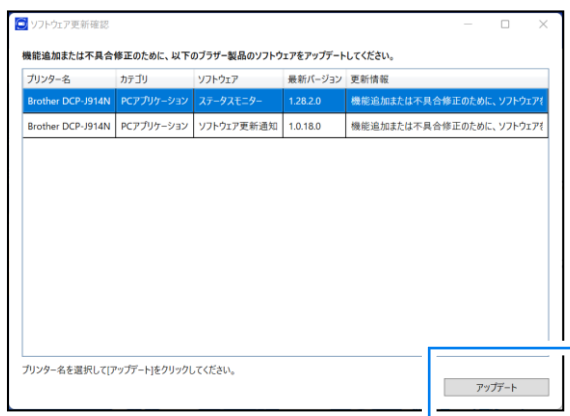 ソフトウェア更新確認
機能追加または不具合修正のために、以下のブラザー製品のソフトウェアをアップデートしてください。
プリンター名 カテゴリ ソフトウェア 最新バージョン 更新情報
Brother DCP-J914N PCアプリケーション ステータスモニター 1.28.2.0 機能追加または不具合修正のために、ソフトウェアを
Brother DCP-J914N PCアプリケーション ソフトウェア更新通知 1.0.18.0 機能追加または不具合修正のために、ソフトウェアを
プリンター名を選択して[アップデート]をクリックしてください。
アップデート